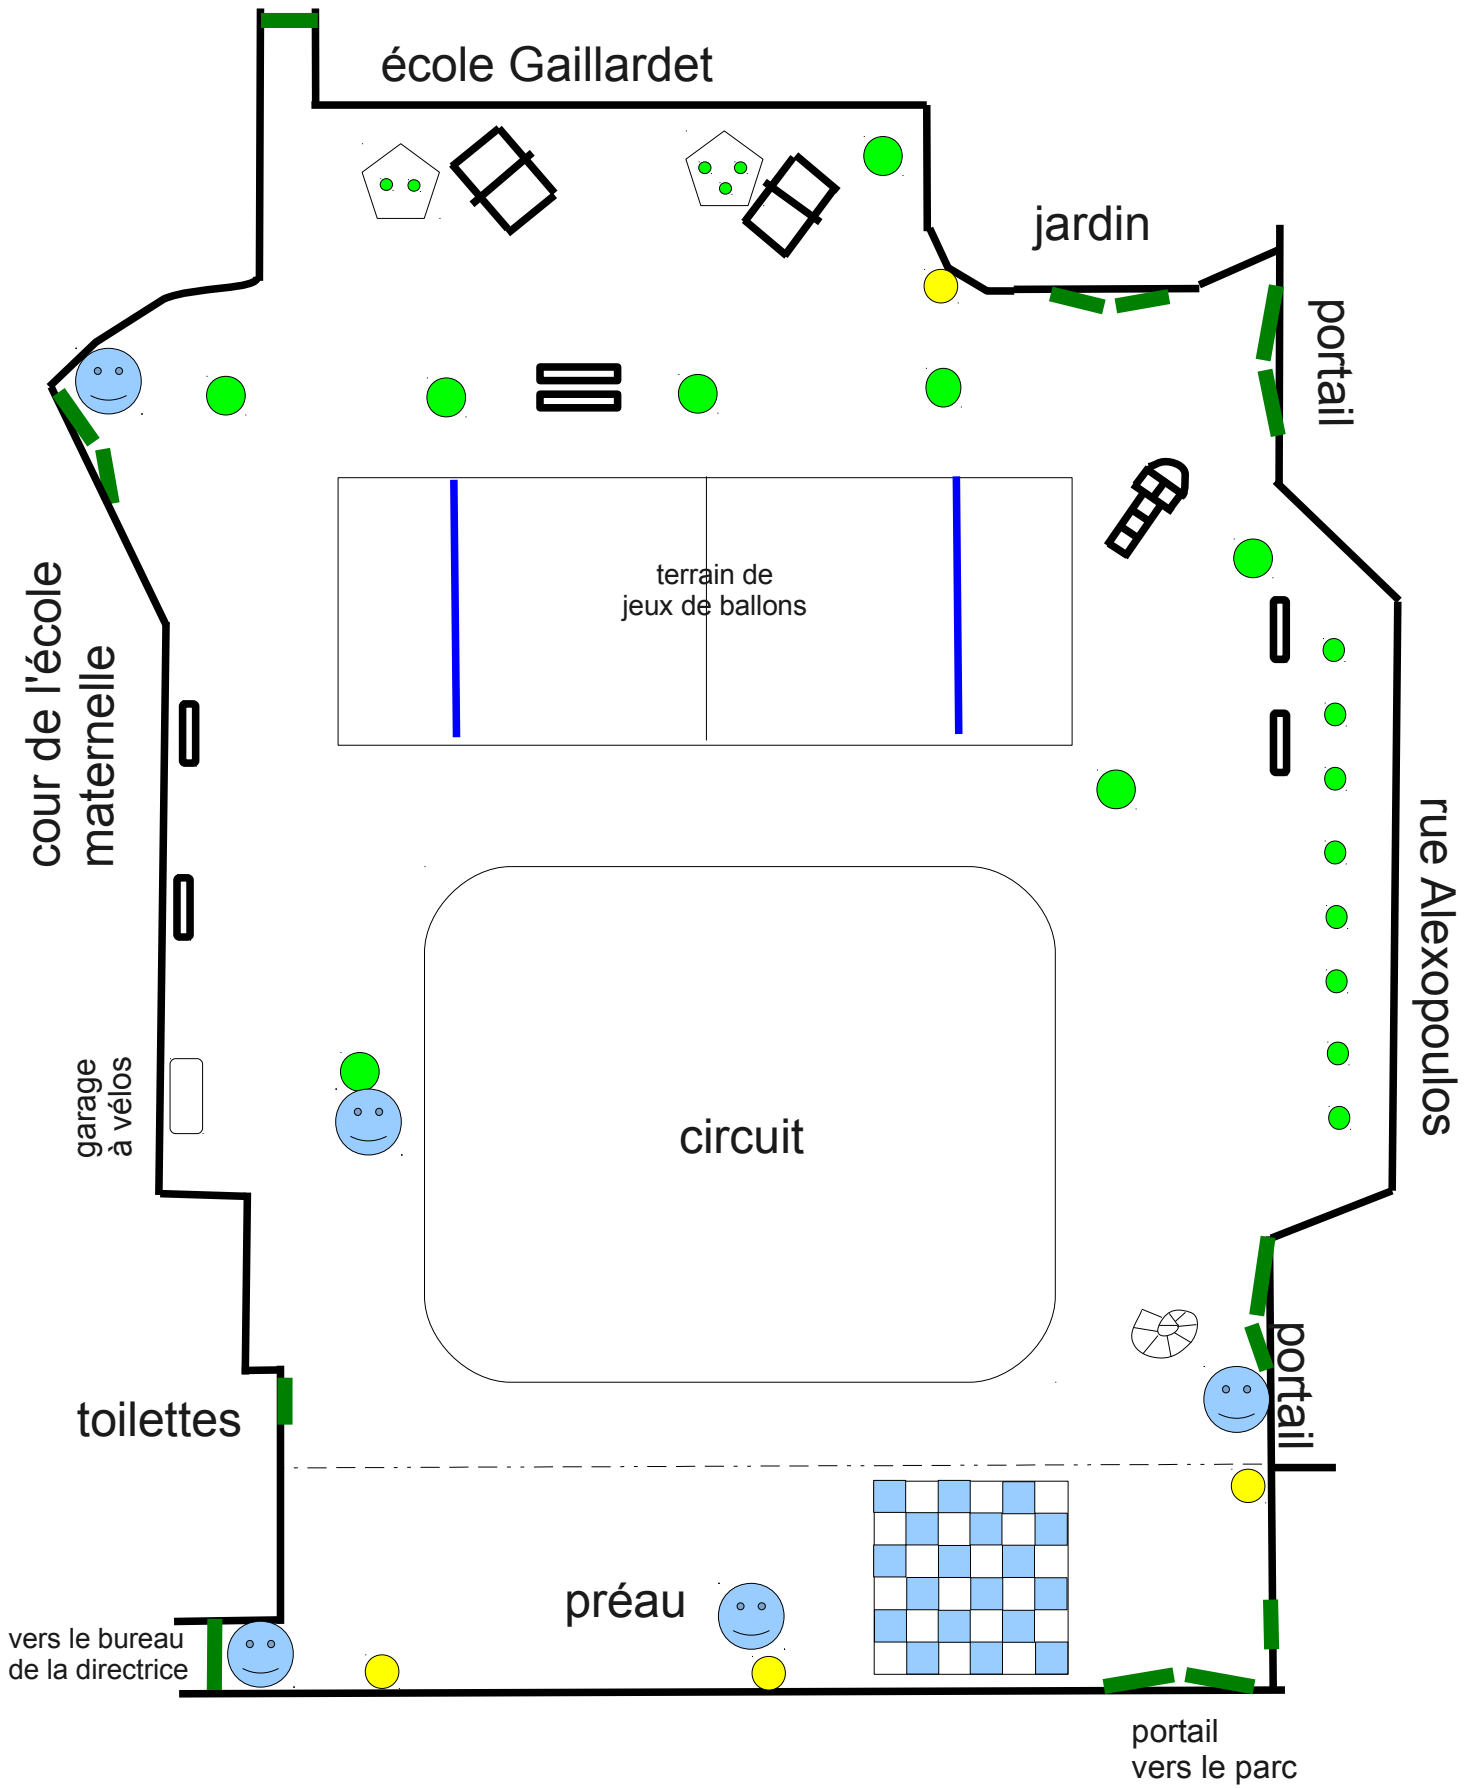 école Gaillardet
jardin
portail
terrain de
jeux de ballons
cour de l'école
maternelle
rue Alexopoulos
garage
à vélos
circuit
portail
toilettes
préau
vers le bureau
de la directrice
portail
vers le parc